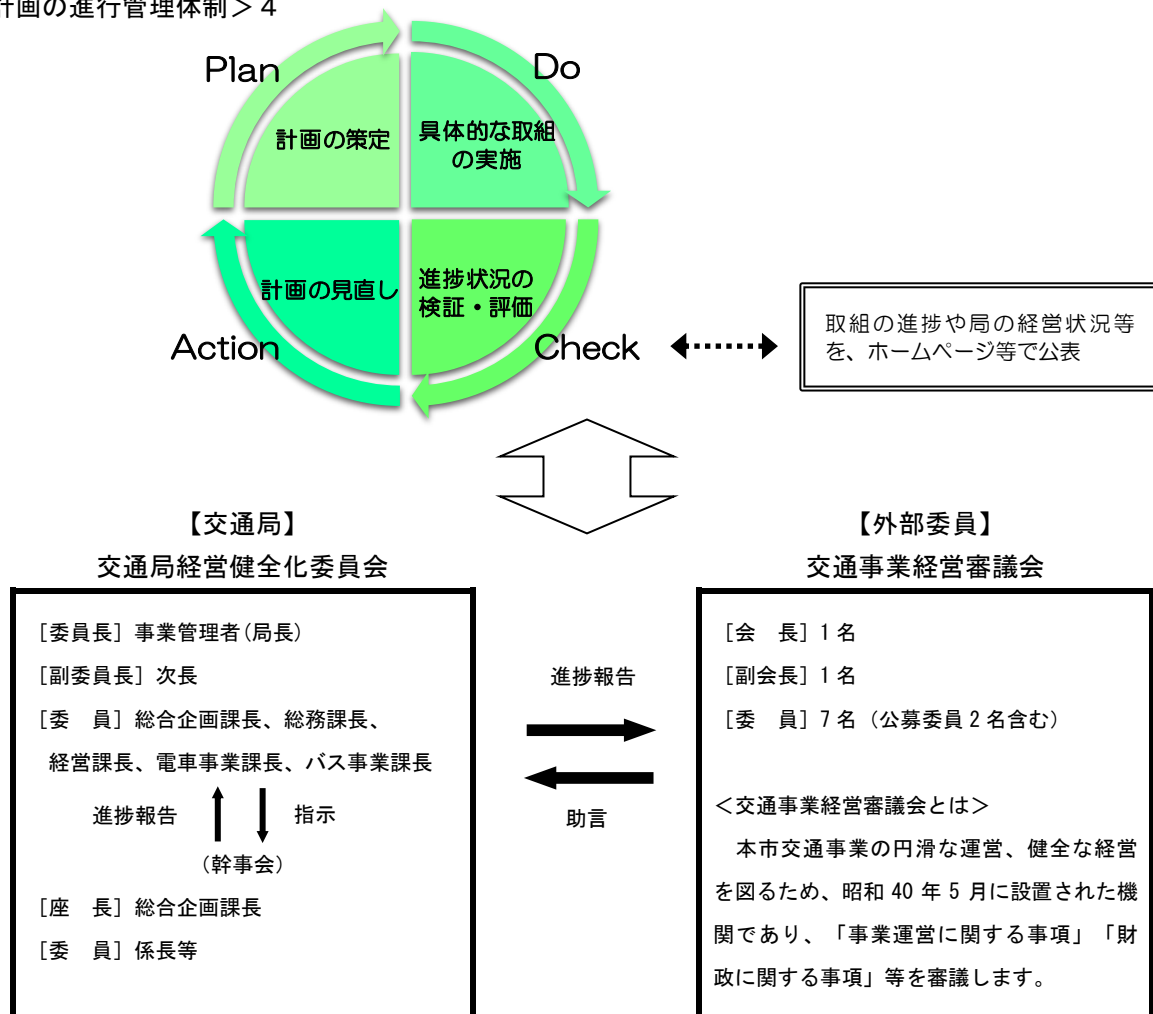 計画の進行管理体制＞４
Plan
Do
計画の策定
具体的な取組
の実施
計画の見直し
進捗状況の
検証・評価
Action
Check
取組の進捗や局の経営状況等
を、ホームページ等で公表
【交通局】
交通局経営健全化委員会
［委員長］事業管理者(局長)
［副委員長］次長
［委　員］総合企画課長、総務課長、
経営課長、電車事業課長、バス事業課長
進捗報告
指示
（幹事会）
［座　長］総合企画課長
［委　員］係長等
進捗報告
助言
【外部委員】
交通事業経営審議会
［会　長］1 名
［副会長］1 名
［委　員］7 名（公募委員 2 名含む）
＜交通事業経営審議会とは＞
本市交通事業の円滑な運営、健全な経営
を図るため、昭和 40 年 5 月に設置された機
関であり、「事業運営に関する事項」「財
政に関する事項」等を審議します。